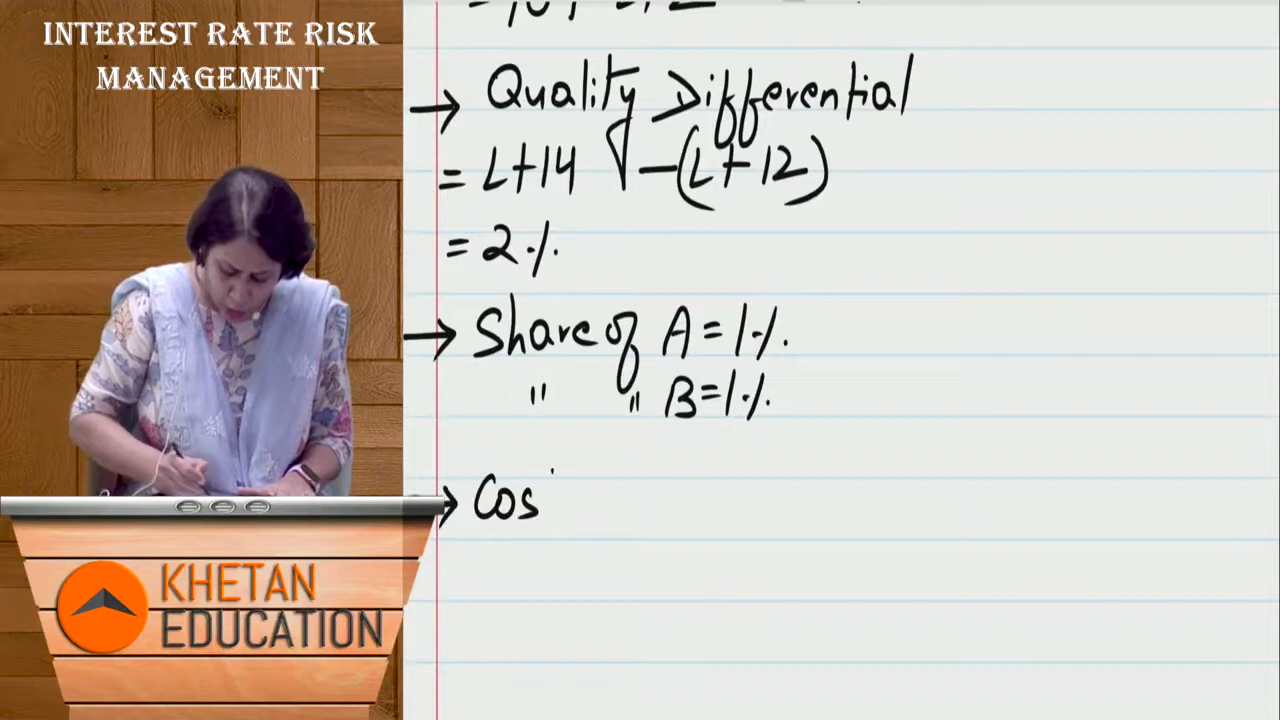 INTEREST RATE RISK
MANAGEMENT
→ Quality Differential
= L+14 - (L+12)
= 2%.
→ Share of A = 1%.
" " B = 1%.
→ Cos
KHETAN
EDUCATION